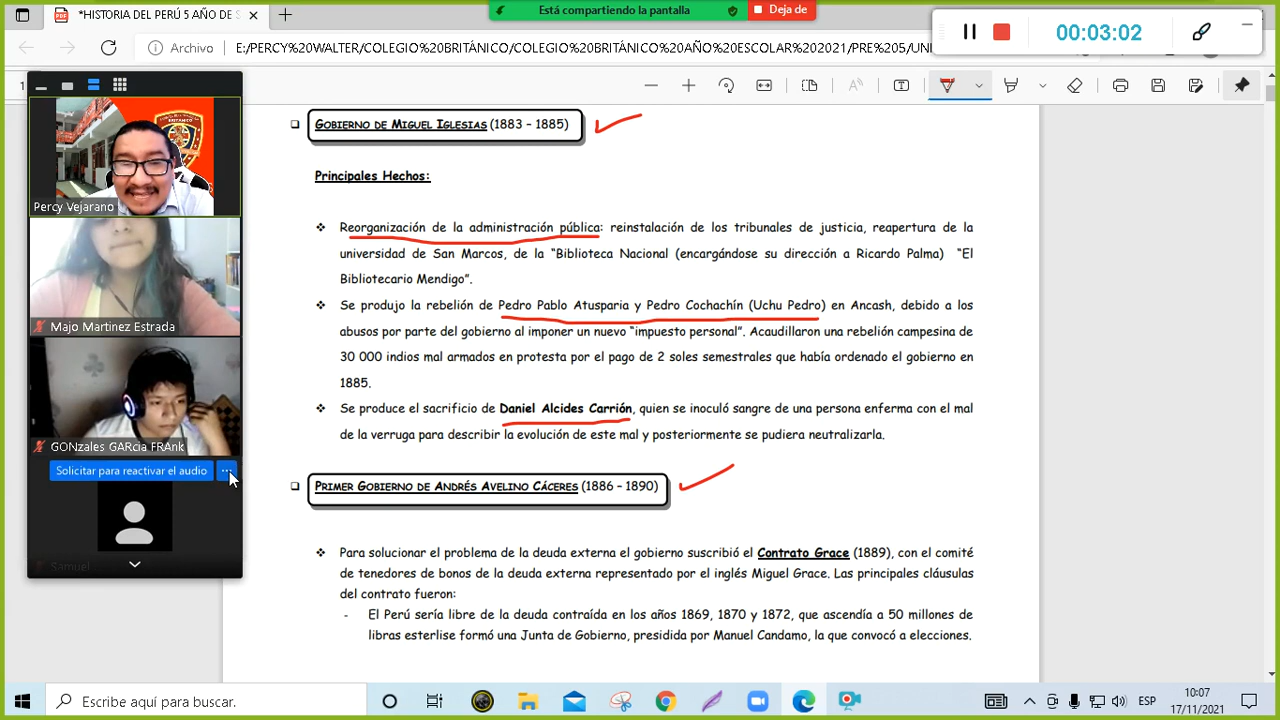 *HISTORIA DEL PERÚ 5 AÑO DE S
Está compartiendo la pantalla
Deja de
00:03:02
Archivo
E:/PERCY%20WALTER/COLEGIO%20BRITÁNICO/COLEGIO%20BRITÁNICO%20AÑO%20ESCOLAR%202021/PRE%205/UNI
1
GOBIERNO DE MIGUEL IGLESIAS (1883 – 1885)
Principales Hechos:
Reorganización de la administración pública: reinstalación de los tribunales de justicia, reapertura de la
universidad de San Marcos, de la “Biblioteca Nacional (encargándose su dirección a Ricardo Palma) “El
Bibliotecario Mendigo”.
Se produjo la rebelión de Pedro Pablo Atusparia y Pedro Cochachín (Uchu Pedro) en Ancash, debido a los
abusos por parte del gobierno al imponer un nuevo “impuesto personal”. Acaudillaron una rebelión campesina de
30 000 indios mal armados en protesta por el pago de 2 soles semestrales que había ordenado el gobierno en
1885.
Se produce el sacrificio de Daniel Alcides Carrión, quien se inoculó sangre de una persona enferma con el mal
de la verruga para describir la evolución de este mal y posteriormente se pudiera neutralizarla.
PRIMER GOBIERNO DE ANDRÉS AVELINO CÁCERES (1886 – 1890)
Para solucionar el problema de la deuda externa el gobierno suscribió el Contrato Grace (1889), con el comité
de tenedores de bonos de la deuda externa representado por el inglés Miguel Grace. Las principales cláusulas
del contrato fueron:
- El Perú sería libre de la deuda contraída en los años 1869, 1870 y 1872, que ascendía a 50 millones de
libras esterlise formó una Junta de Gobierno, presidida por Manuel Candamo, la que convocó a elecciones.
Percy Vejarano
Majo Martinez Estrada
GONzales GARcia FRAnk
Solicitar para reactivar el audio
...
Samuel
Escribe aquí para buscar.
ESP
10:07
17/11/2021